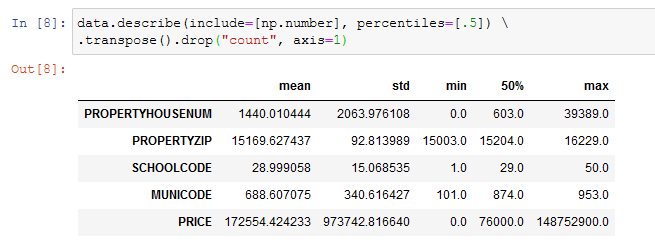 In [8]: data.describe(include=[np.number], percentiles=[.5]) \
.transpose().drop("count", axis=1)
Out[8]:
mean std min 50% max
PROPERTYHOUSENUM 1440.010444 2063.976108 0.0 603.0 39389.0
PROPERTYZIP 15169.627437 92.813989 15003.0 15204.0 16229.0
SCHOOLCODE 28.999058 15.068535 1.0 29.0 50.0
MUNICODE 688.607075 340.616427 101.0 874.0 953.0
PRICE 172554.424233 973742.816640 0.0 76000.0 148752900.0